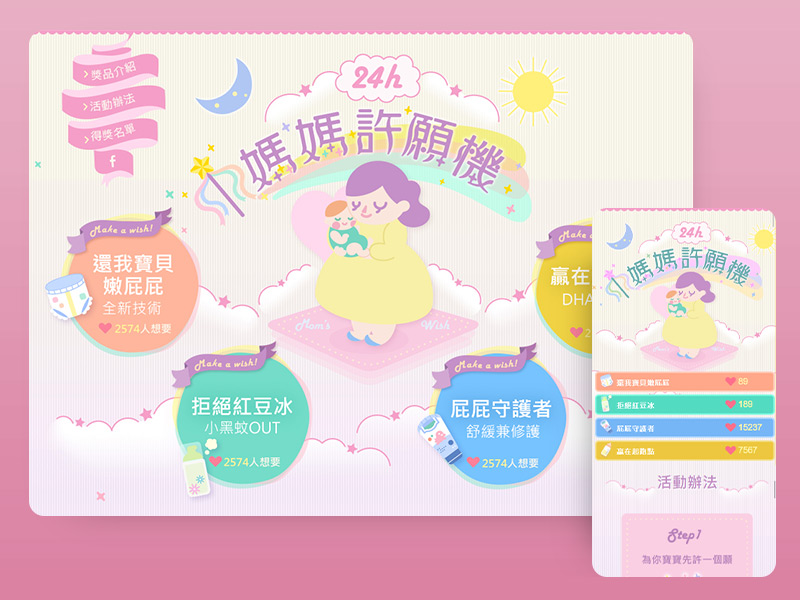 獎品介紹
活動辦法
得獎名單
f
24h
媽媽許願機
Make a wish!
還我寶貝
嫩屁屁
全新技術
2574人想要
Make a wish!
拒絕紅豆冰
小黑蚊OUT
2574人想要
Mom's Wish
Make a wish!
屁屁守護者
舒緩兼修護
2574人想要
Make a
贏在
DHA
2
24h
媽媽許願機
還我寶貝嫩屁屁 89
拒絕紅豆冰 189
屁屁守護者 15237
贏在起跑點 7567
活動辦法
Step1
為你寶寶先許一個願